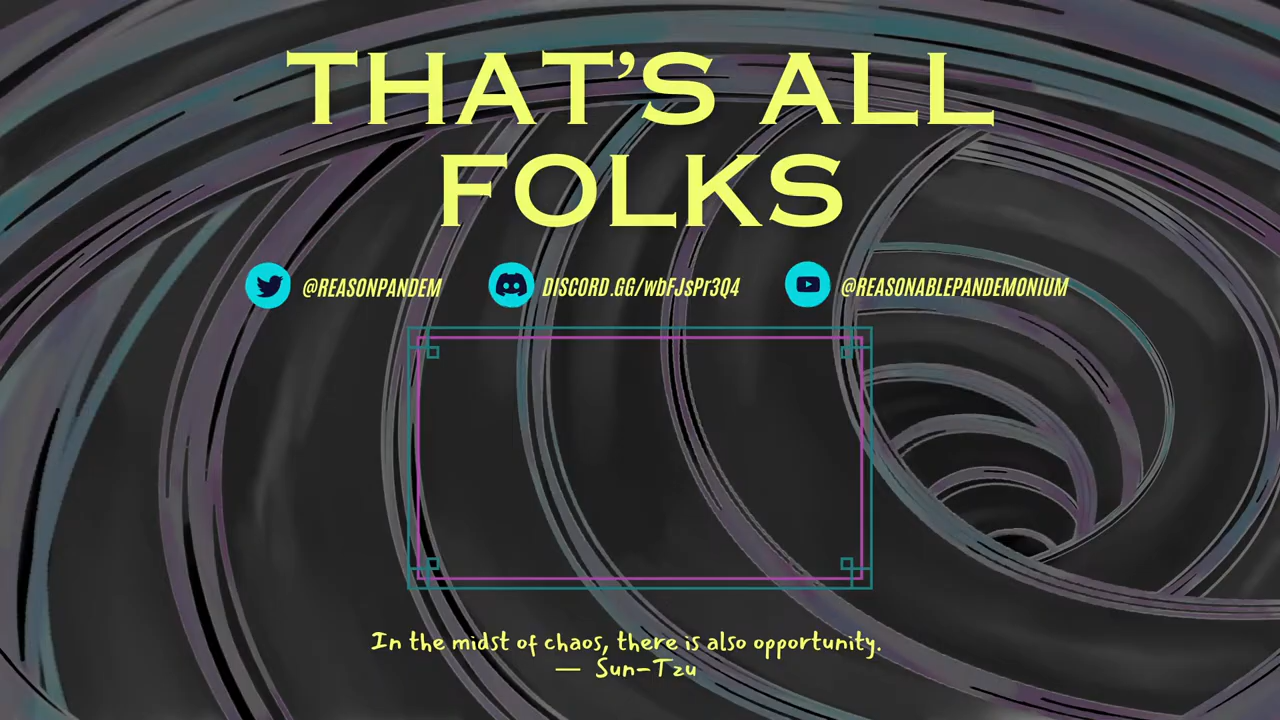 THAT'S ALL
FOLKS
@REASONPANDEM DISCORD.GG/wbFJsPr3Q4 @REASONABLEPANDEMONIUM
In the midst of chaos, there is also opportunity.
— Sun-Tzu